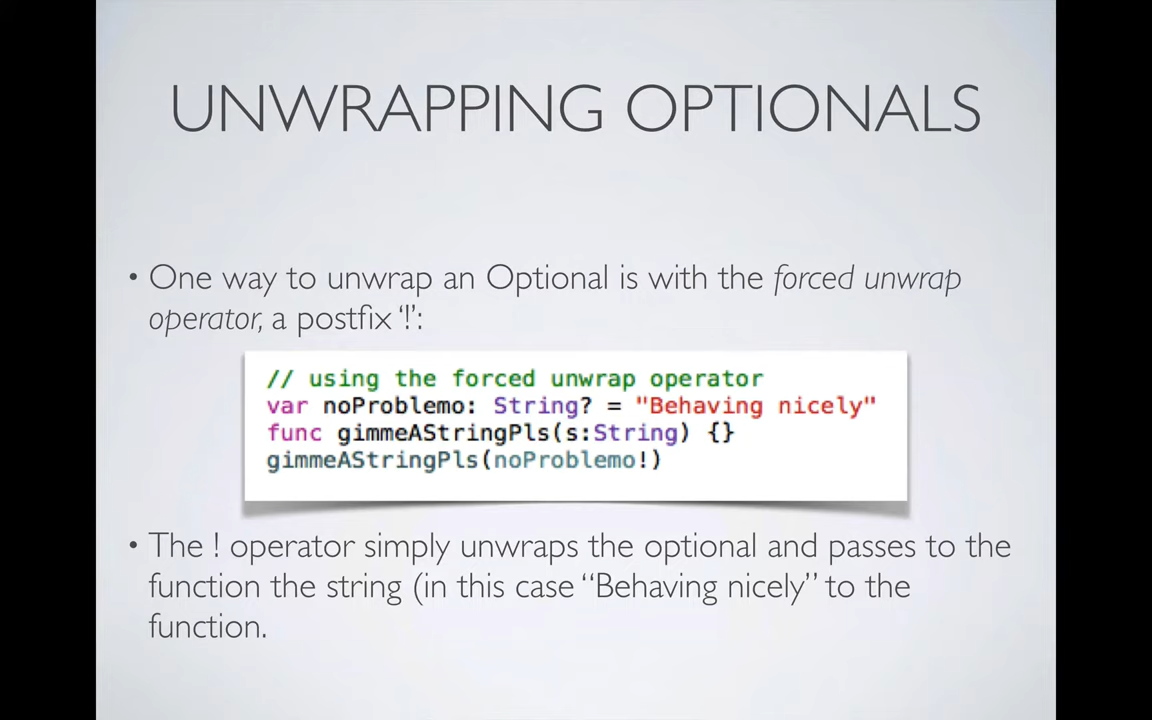 UNWRAPPING OPTIONALS
• One way to unwrap an Optional is with the forced unwrap
operator, a postfix ‘!’:
// using the forced unwrap operator
var noProblemo: String? = "Behaving nicely"
func gimmeAStringPls(s:String) {}
gimmeAStringPls(noProblemo!)
• The ! operator simply unwraps the optional and passes to the
function the string (in this case “Behaving nicely” to the
function.